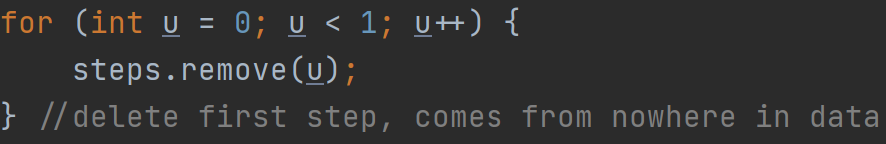 for (int u = 0; u < 1; u++) {
    steps.remove(u);
} //delete first step, comes from nowhere in data